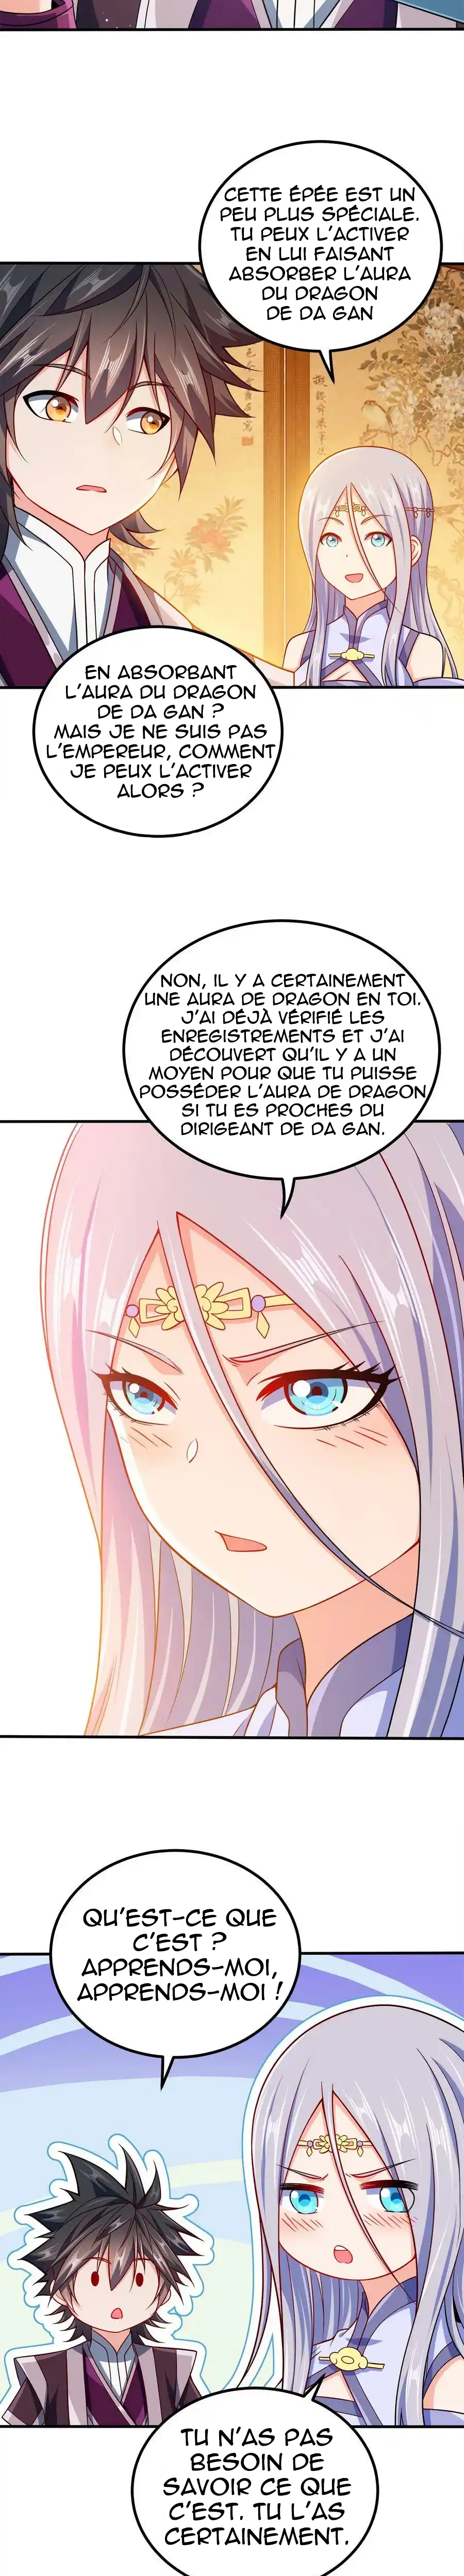 CETTE ÉPÉE EST UN
PEU PLUS SPÉCIALE.
TU PEUX L'ACTIVER
EN LUI FAISANT
ABSORBER L'AURA
DU DRAGON
DE DA GAN
EN ABSORBANT
L'AURA DU DRAGON
DE DA GAN ?
MAIS JE NE SUIS PAS
L'EMPEREUR, COMMENT
JE PEUX L'ACTIVER
ALORS ?
NON, IL Y A CERTAINEMENT
UNE AURA DE DRAGON EN TOI.
J'AI DÉJÀ VÉRIFIÉ LES
ENREGISTREMENTS ET J'AI
DÉCOUVERT QU'IL Y A UN
MOYEN POUR QUE TU PUISSE
POSSÉDER L'AURA DE DRAGON
SI TU ES PROCHES DU
DIRIGEANT DE DA GAN.
QU'EST-CE QUE
C'EST ?
APPRENDS-MOI,
APPRENDS-MOI !
TU N'AS PAS
BESOIN DE
SAVOIR CE QUE
C'EST. TU L'AS
CERTAINEMENT.